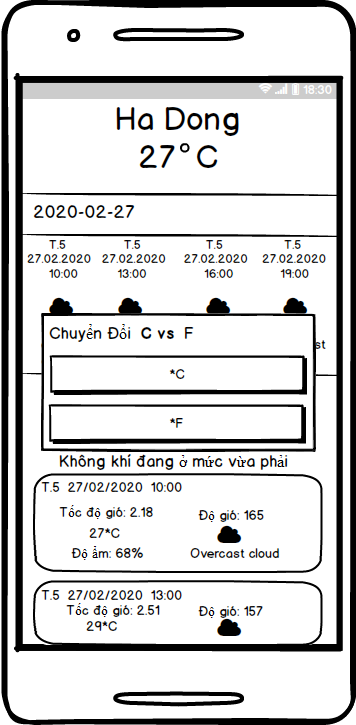 18:30
Ha Dong
27°C
2020-02-27
T.5 T.5 T.5 T.5
27.02.2020 27.02.2020 27.02.2020 27.02.2020
10:00 13:00 16:00 19:00
Chuyển Đổi C vs F
st
*C
*F
Không khí đang ở mức vừa phải
T.5 27/02/2020 10:00
Tốc độ gió: 2.18 Độ gió: 165
27*C
Độ ẩm: 68% Overcast cloud
T.5 27/02/2020 13:00
Tốc độ gió: 2.51 Độ gió: 157
29*C